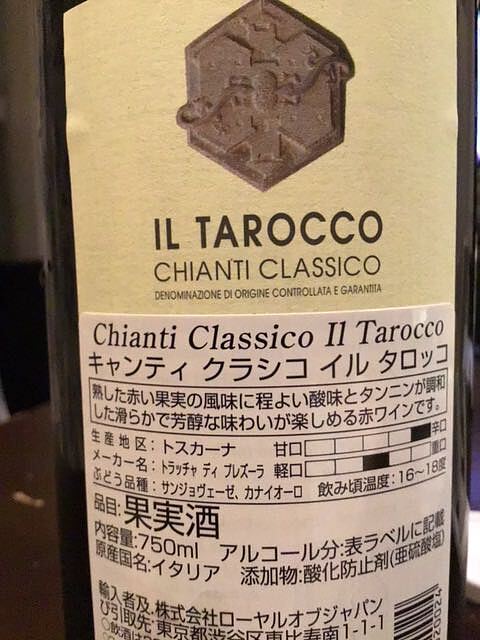 IL TAROCCO
CHIANTI CLASSICO
DENOMINAZIONE DI ORIGINE CONTROLLATA E GARANTITA
Chianti Classico Il Tarocco
キャンティ クラシコ イル タロッコ
熟した赤い果実の風味に程よい酸味とタンニンが調和
した滑らかで芳醇な味わいが楽しめる赤ワインです。
生産地区：トスカーナ 甘口 辛口
メーカー名：トラッチャ ディ プレズーラ 軽口 重口
ぶどう品種：サンジョヴェーゼ、カナイオーロ 飲み頃温度：16～18度
品目:果実酒
内容量:750ml アルコール分:表ラベルに記載
原産国名:イタリア 添加物:酸化防止剤(亜硫酸塩)
輸入者及 株式会社ローヤルオブジャパン
び引取先:東京都渋谷区恵比寿南1-1-1